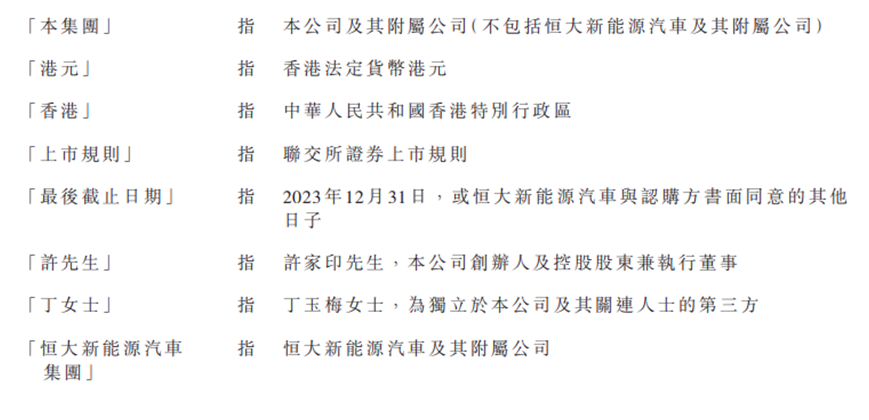 「本集團」 指 本公司及其附屬公司(不包括恒大新能源汽車及其附屬公司)
「港元」 指 香港法定貨幣港元
「香港」 指 中華人民共和國香港特別行政區
「上市規則」 指 聯交所證券上市規則
「最後截止日期」 指 2023年12月31日，或恒大新能源汽車與認購方書面同意的其他
日子
「許先生」 指 許家印先生，本公司創辦人及控股股東兼執行董事
「丁女士」 指 丁玉梅女士，為獨立於本公司及其關連人士的第三方
「恒大新能源汽車 指 恒大新能源汽車及其附屬公司
集團」